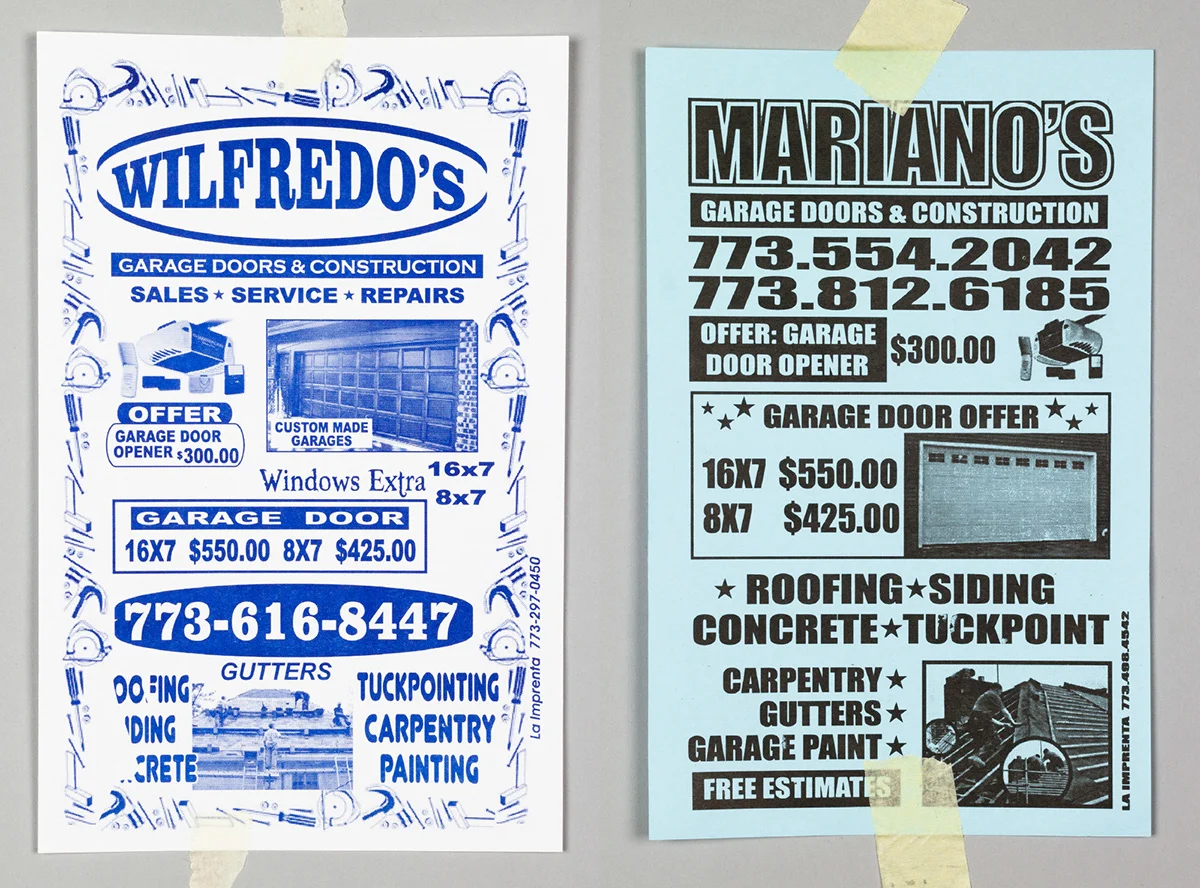 WILFREDO'S
GARAGE DOORS & CONSTRUCTION
SALES ★ SERVICE ★ REPAIRS
OFFER
GARAGE DOOR
OPENER $300.00
CUSTOM MADE
GARAGES
Windows Extra
16x7
8x7
GARAGE DOOR
16X7 $550.00 8X7 $425.00
773-616-8447
GUTTERS
TUCKPOINTING
CARPENTRY
PAINTING
La Imprenta 773-297-0450
MARIANO'S
GARAGE DOORS & CONSTRUCTION
773.554.2042
773.812.6185
OFFER: GARAGE
DOOR OPENER
$300.00
★★★ GARAGE DOOR OFFER ★★★
16X7 $550.00
8X7 $425.00
★ ROOFING ★ SIDING
CONCRETE ★ TUCKPOINT
CARPENTRY ★
GUTTERS ★
GARAGE PAINT ★
FREE ESTIMATES
LA IMPRENTA 773.498.4542